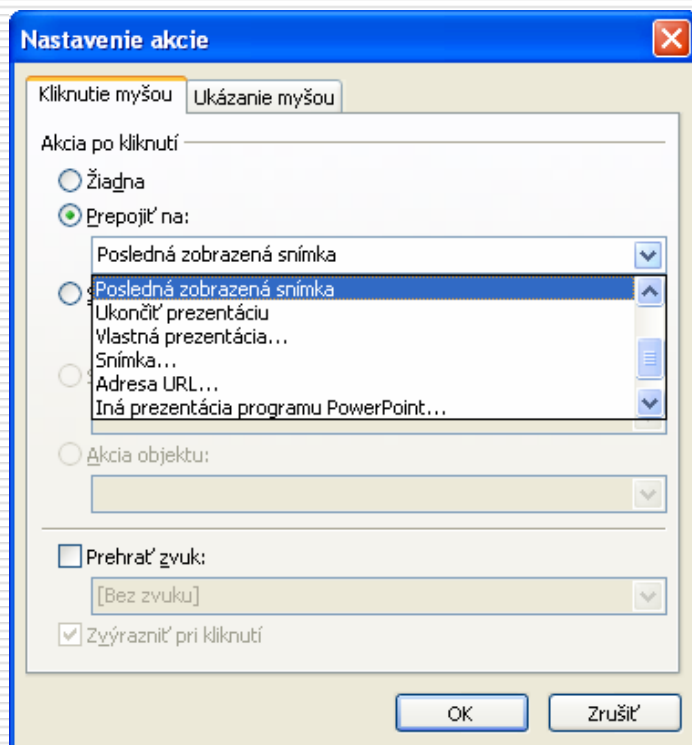 Nastavenie akcie
Kliknutie myšou
Ukázanie myšou
Akcia po kliknutí
Žiadna
Prepojiť na:
Posledná zobrazená snímka
Posledná zobrazená snímka
Ukončiť prezentáciu
Vlastná prezentácia...
Snímka...
Adresa URL...
Iná prezentácia programu PowerPoint...
Akcia objektu:
Prehrať zvuk:
[Bez zvuku]
Zvýrazniť pri kliknutí
OK
Zrušiť